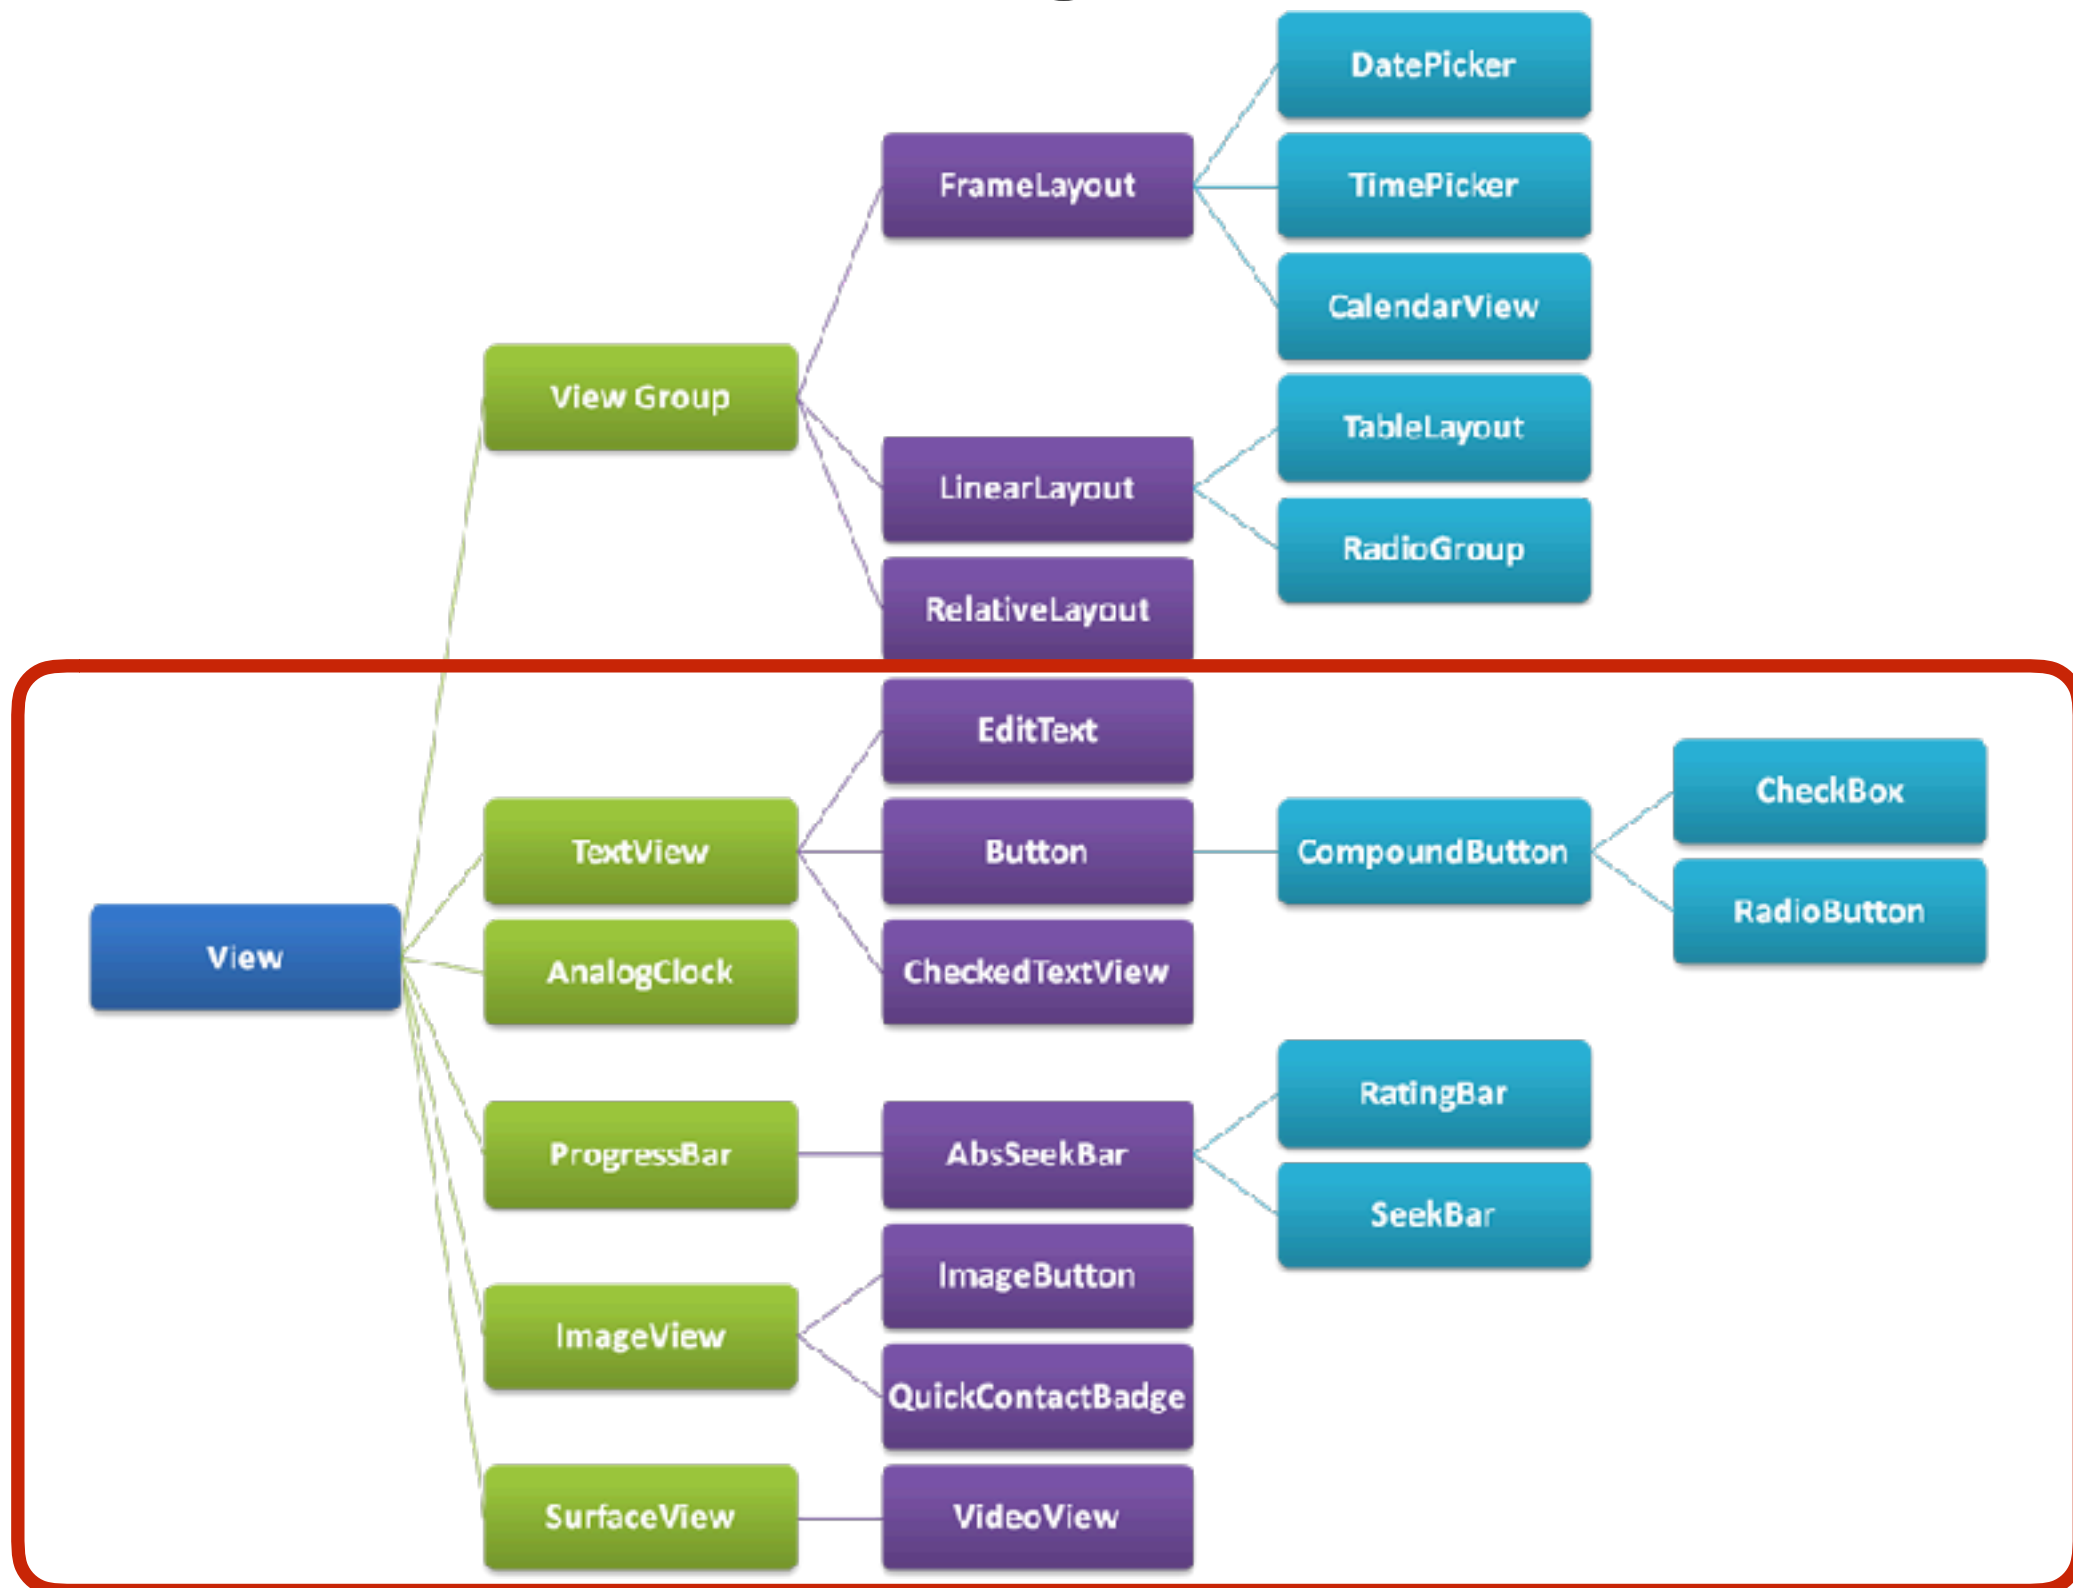 DatePicker
FrameLayout
TimePicker
CalendarView
View Group
TableLayout
LinearLayout
RadioGroup
RelativeLayout
EditText
CheckBox
TextView
Button
CompoundButton
RadioButton
View
AnalogClock
CheckedTextView
RatingBar
ProgressBar
AbsSeekBar
SeekBar
ImageButton
ImageView
QuickContactBadge
SurfaceView
VideoView